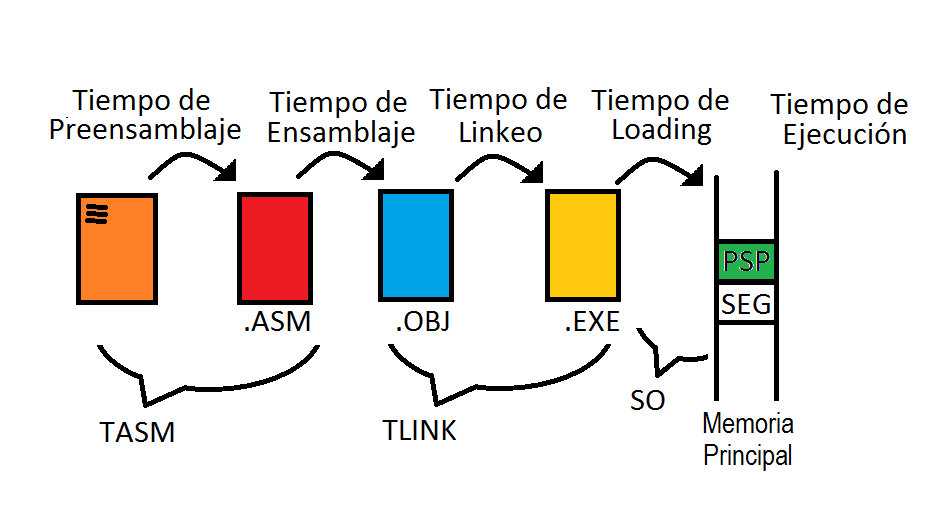 Tiempo de
Preensamblaje
Tiempo de
Ensamblaje
Tiempo de
Linkeo
Tiempo de
Loading
Tiempo de
Ejecución
PSP
SEG
.ASM
.OBJ
.EXE
TASM
TLINK
SO
Memoria
Principal